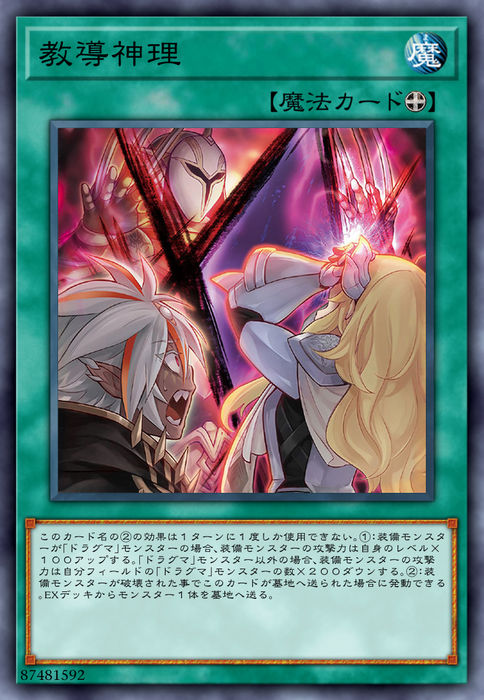 教導神理
魔
【魔法カード】
このカード名の②の効果は1ターンに1度しか使用できない。①:装備モンスタ
ーが「ドラグマ」モンスターの場合、装備モンスターの攻撃力は自身のレベル×
100アップする。「ドラグマ」モンスター以外の場合、装備モンスターの攻撃
力は自分フィールドの「ドラグマ」モンスターの数×200ダウンする。②:装
備モンスターが破壊された事でこのカードが墓地へ送られた場合に発動できる
。EXデッキからモンスター1体を墓地へ送る。
87481592